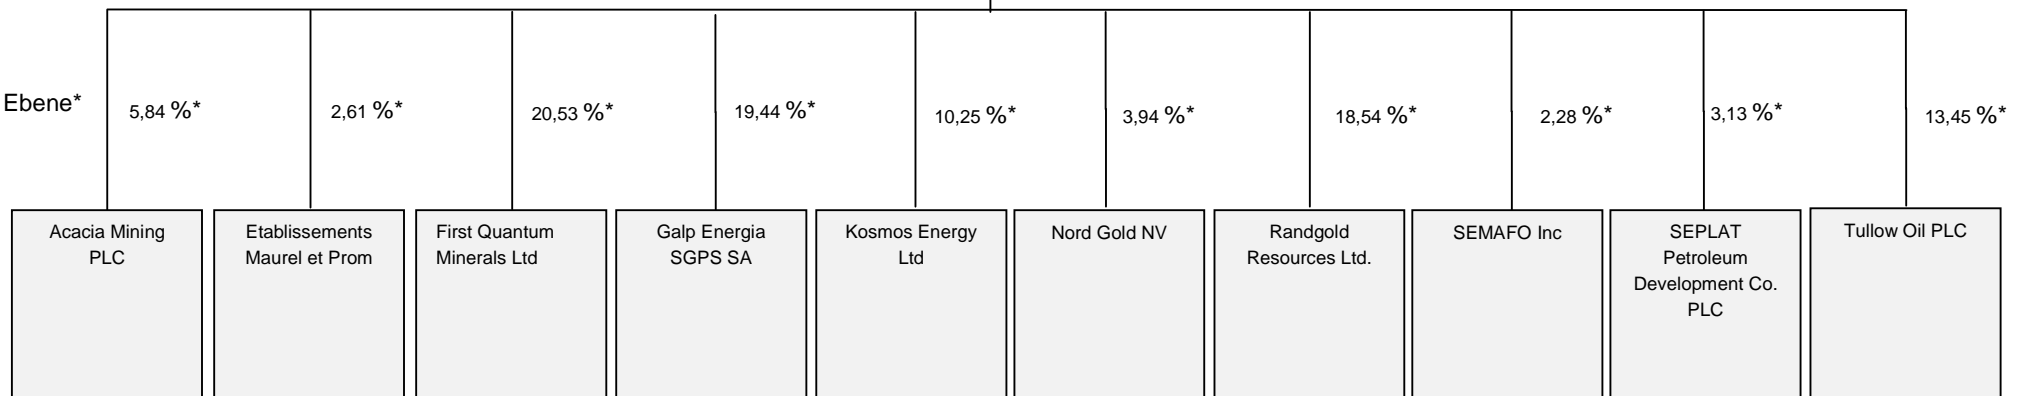 Ebene*
5,84 %*
2,61 %*
20,53 %*
19,44 %*
10,25 %*
3,94 %*
18,54 %*
2,28 %*
3,13 %*
13,45 %*
Acacia Mining
PLC
Etablissements
Maurel et Prom
First Quantum
Minerals Ltd
Galp Energia
SGPS SA
Kosmos Energy
Ltd
Nord Gold NV
Randgold
Resources Ltd.
SEMAFO Inc
SEPLAT
Petroleum
Development Co.
PLC
Tullow Oil PLC